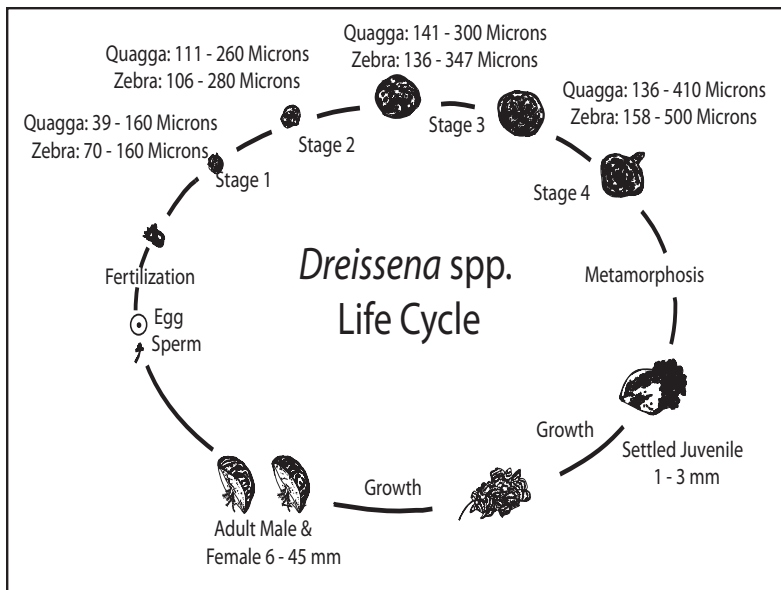 Quagga: 141 - 300 Microns
Zebra: 136 - 347 Microns
Quagga: 111 - 260 Microns
Zebra: 106 - 280 Microns
Quagga: 136 - 410 Microns
Zebra: 158 - 500 Microns
Quagga: 39 - 160 Microns
Zebra: 70 - 160 Microns
Stage 3
Stage 2
Stage 1
Stage 4
Dreissena spp.
Life Cycle
Fertilization
Metamorphosis
Egg
Sperm
Growth
Settled Juvenile
1 - 3 mm
Growth
Adult Male &
Female 6 - 45 mm